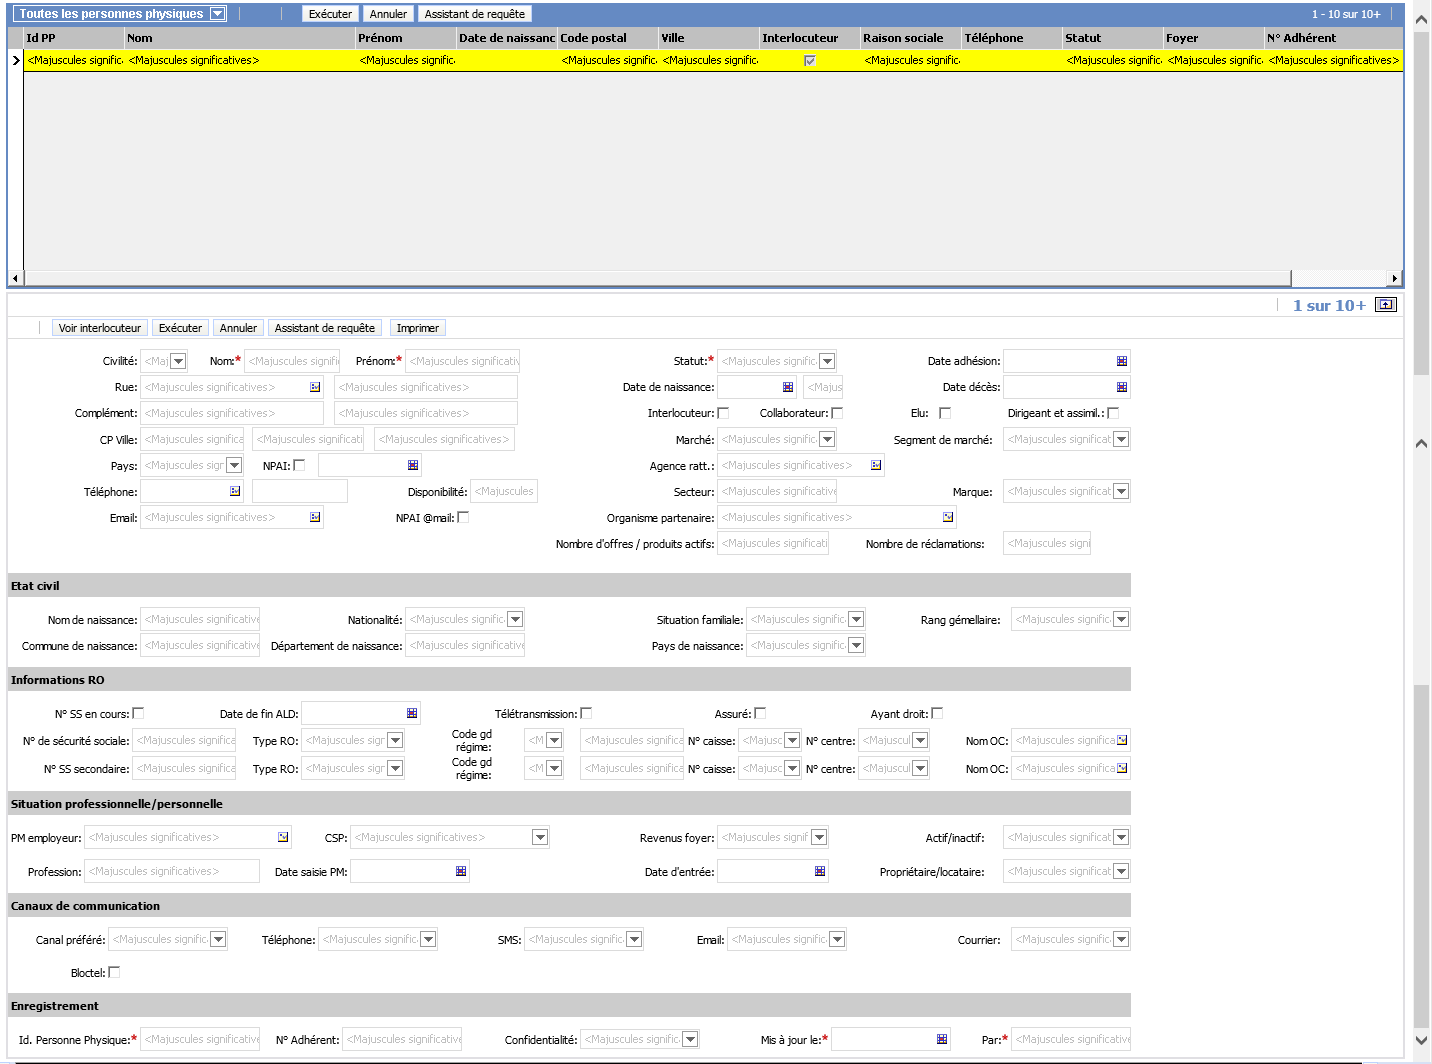 Toutes les personnes physiques Exécuter Annuler Assistant de requête 1 - 10 sur 10+
Id PP Nom Prénom Date de naissanc Code postal Ville Interlocuteur Raison sociale Téléphone Statut Foyer N° Adhérent
<Majuscules signific. <Majuscules significatives> <Majuscules signific. <Majuscules signific. <Majuscules signific. <Majuscules signific. <Majuscules signific. <Majuscules signific. <Majuscules significatives>
1 sur 10+
Voir interlocuteur Exécuter Annuler Assistant de requête Imprimer
Civilité: <Maj Nom:* <Majuscules signifi Prénom:* <Majuscules significativ Statut:* <Majuscules signific. Date adhésion:
Rue: <Majuscules significatives> <Majuscules significatives> Date de naissance: <Majus Date décès:
Complément: <Majuscules significatives> <Majuscules significatives> Interlocuteur: Collaborateur: Elu: Dirigeant et assimil.:
CP Ville: <Majuscules significa <Majuscules significati <Majuscules significatives> Marché: <Majuscules signific. Segment de marché: <Majuscules significat
Pays: <Majuscules signr NPAI: Agence ratt.: <Majuscules significatives>
Téléphone: Disponibilité: <Majuscules Secteur: <Majuscules significative Marque: <Majuscules significat
Email: <Majuscules significatives> NPAI @mail: Organisme partenaire: <Majuscules significatives>
Nombre d'offres / produits actifs: <Majuscules significati Nombre de réclamations: <Majuscules signi
Etat civil
Nom de naissance: <Majuscules significative Nationalité: <Majuscules signific. Situation familiale: <Majuscules signific. Rang gémellaire: <Majuscules signific.
Commune de naissance: <Majuscules significative Département de naissance: <Majuscules significative Pays de naissance: <Majuscules signific.
Informations RO
N° SS en cours: Date de fin ALD: Télétransmission: Assuré: Ayant droit:
N° de sécurité sociale: <Majuscules significa Type RO: <Majuscules signr Code gd régime: <M <Majuscules significa N° caisse: <Majusc N° centre: <Majuscul Nom OC: <Majuscules significa
N° SS secondaire: <Majuscules significa Type RO: <Majuscules signr Code gd régime: <M <Majuscules significa N° caisse: <Majusc N° centre: <Majuscul Nom OC: <Majuscules significa
Situation professionnelle/personnelle
PM employeur: <Majuscules significatives> CSP: <Majuscules significatives> Revenus foyer: <Majuscules signif Actif/inactif: <Majuscules significat
Profession: <Majuscules significatives> Date saisie PM: Date d'entrée: Propriétaire/locataire: <Majuscules significat
Canaux de communication
Canal préféré: <Majuscules signific. Téléphone: <Majuscules signific. SMS: <Majuscules signific. Email: <Majuscules signific. Courrier: <Majuscules signific.
Bloctel:
Enregistrement
Id. Personne Physique:* <Majuscules significative N° Adhérent: <Majuscules significative Confidentialité: <Majuscules signific. Mis à jour le:* Par:* <Majuscules significative